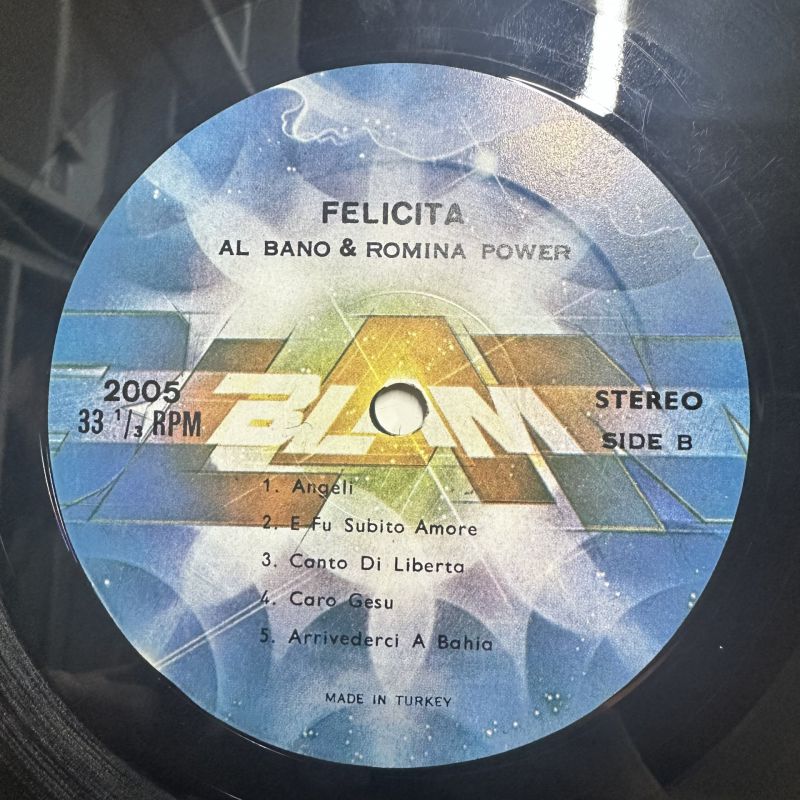 FELICITA
AL BANO & ROMINA POWER
BLAM
2005
33 1/3 RPM
STEREO
SIDE B
1. Angeli
2. E Fu Subito Amore
3. Canto Di Liberta
4. Caro Gesu
5. Arrivederci A Bahia
MADE IN TURKEY